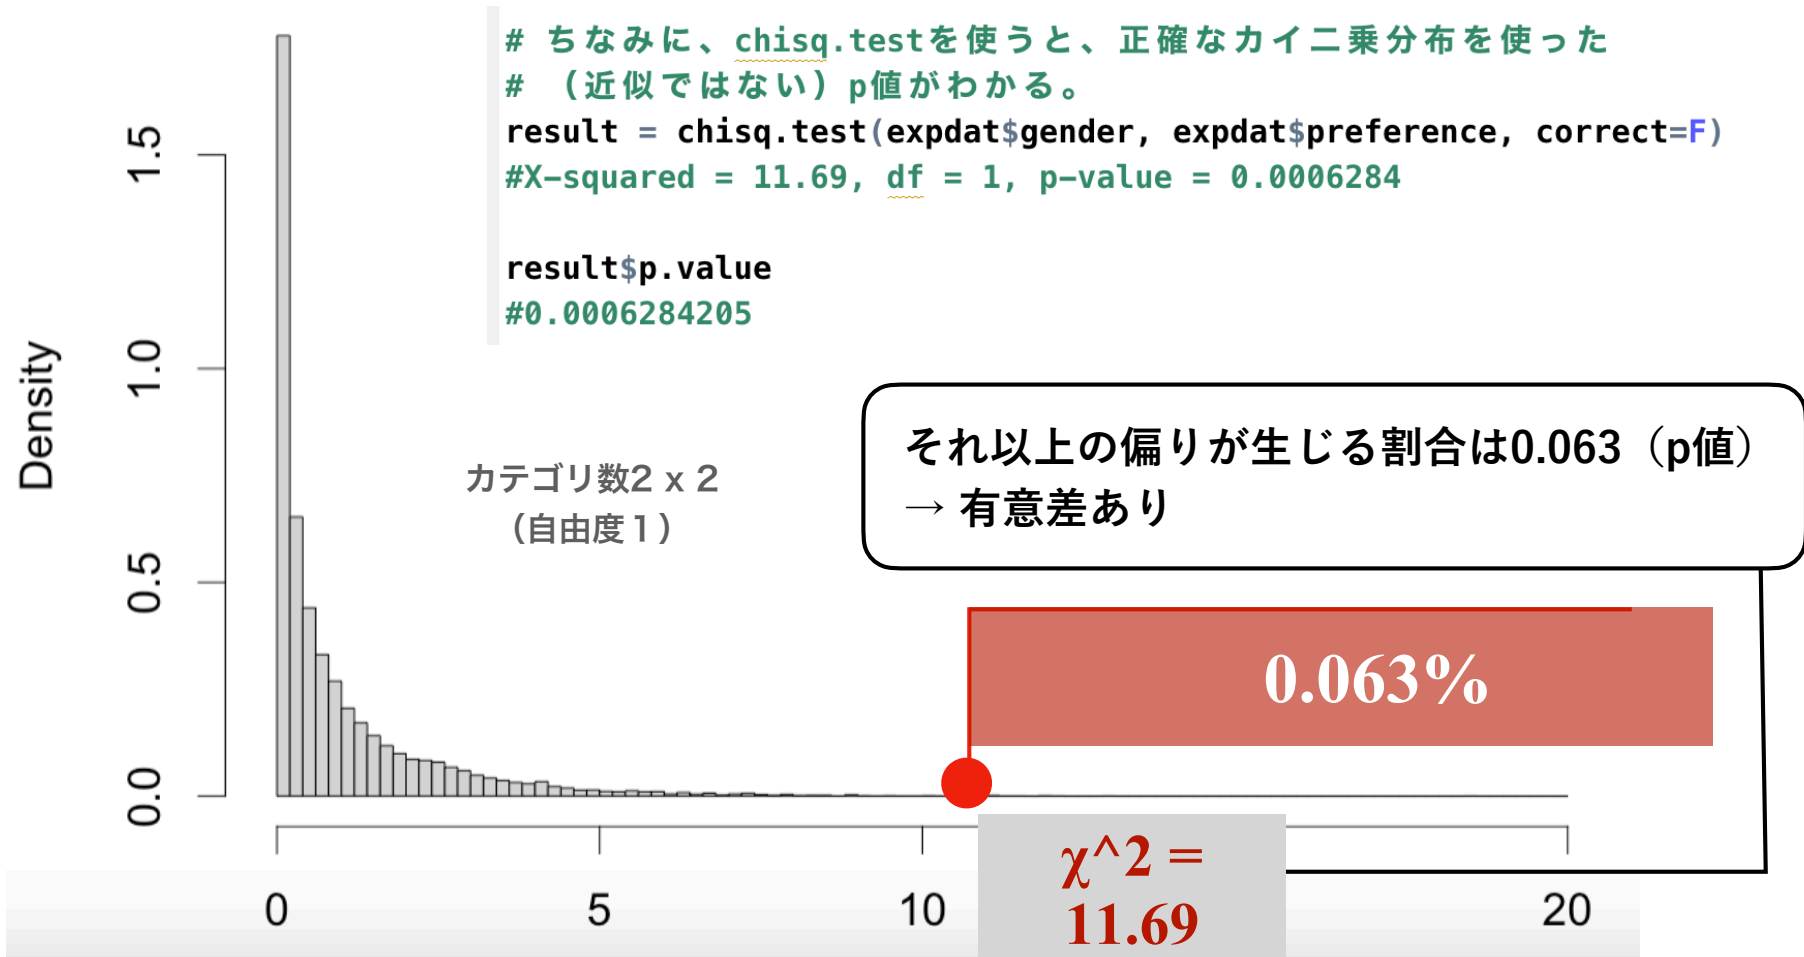 # ちなみに、chisq.testを使うと、正確なカイ二乗分布を使った
# （近似ではない）p値がわかる。
result = chisq.test(expdat$gender, expdat$preference, correct=F)
#X-squared = 11.69, df = 1, p-value = 0.0006284
result$p.value
#0.0006284205
Density
0.0
0.5
1.0
1.5
カテゴリ数2 x 2
（自由度１）
それ以上の偏りが生じる割合は0.063（p値）
→ 有意差あり
0.063%
χ^2 =
11.69
0
5
10
20